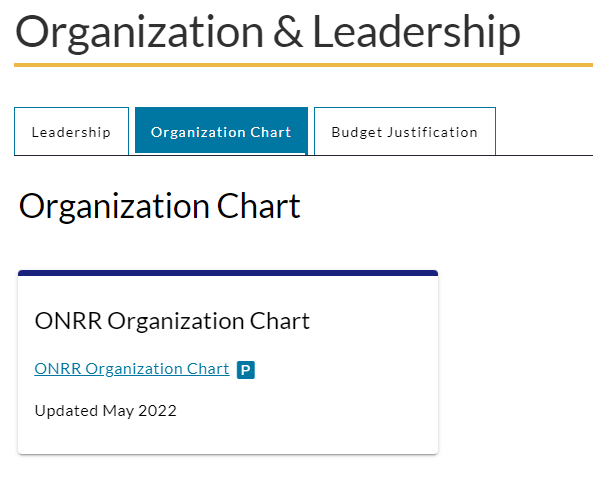 Organization & Leadership
Leadership Organization Chart Budget Justification
Organization Chart
ONRR Organization Chart
ONRR Organization Chart P
Updated May 2022